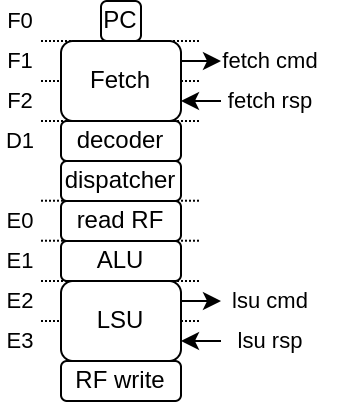 F0 PC
F1 fetch cmd
Fetch
F2 fetch rsp
D1 decoder
dispatcher
E0 read RF
E1 ALU
E2 lsu cmd
LSU
E3 lsu rsp
RF write